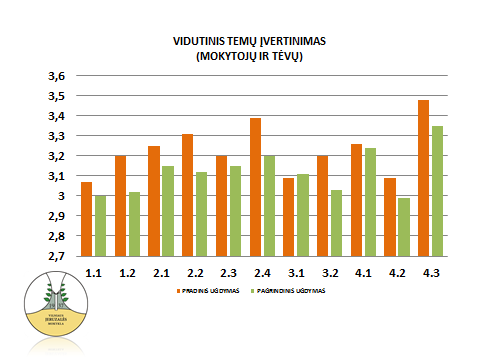 VIDUTINIS TEMŲ ĮVERTINIMAS
(MOKYTOJŲ IR TĖVŲ)
3,6
3,5
3,4
3,3
3,2
3,1
3
2,9
2,8
2,7
1.1 1.2 2.1 2.2 2.3 2.4 3.1 3.2 4.1 4.2 4.3
PRADINIS UGDYMAS PAGRINDINIS UGDYMAS
VILNIAUS
JERUZALĖS